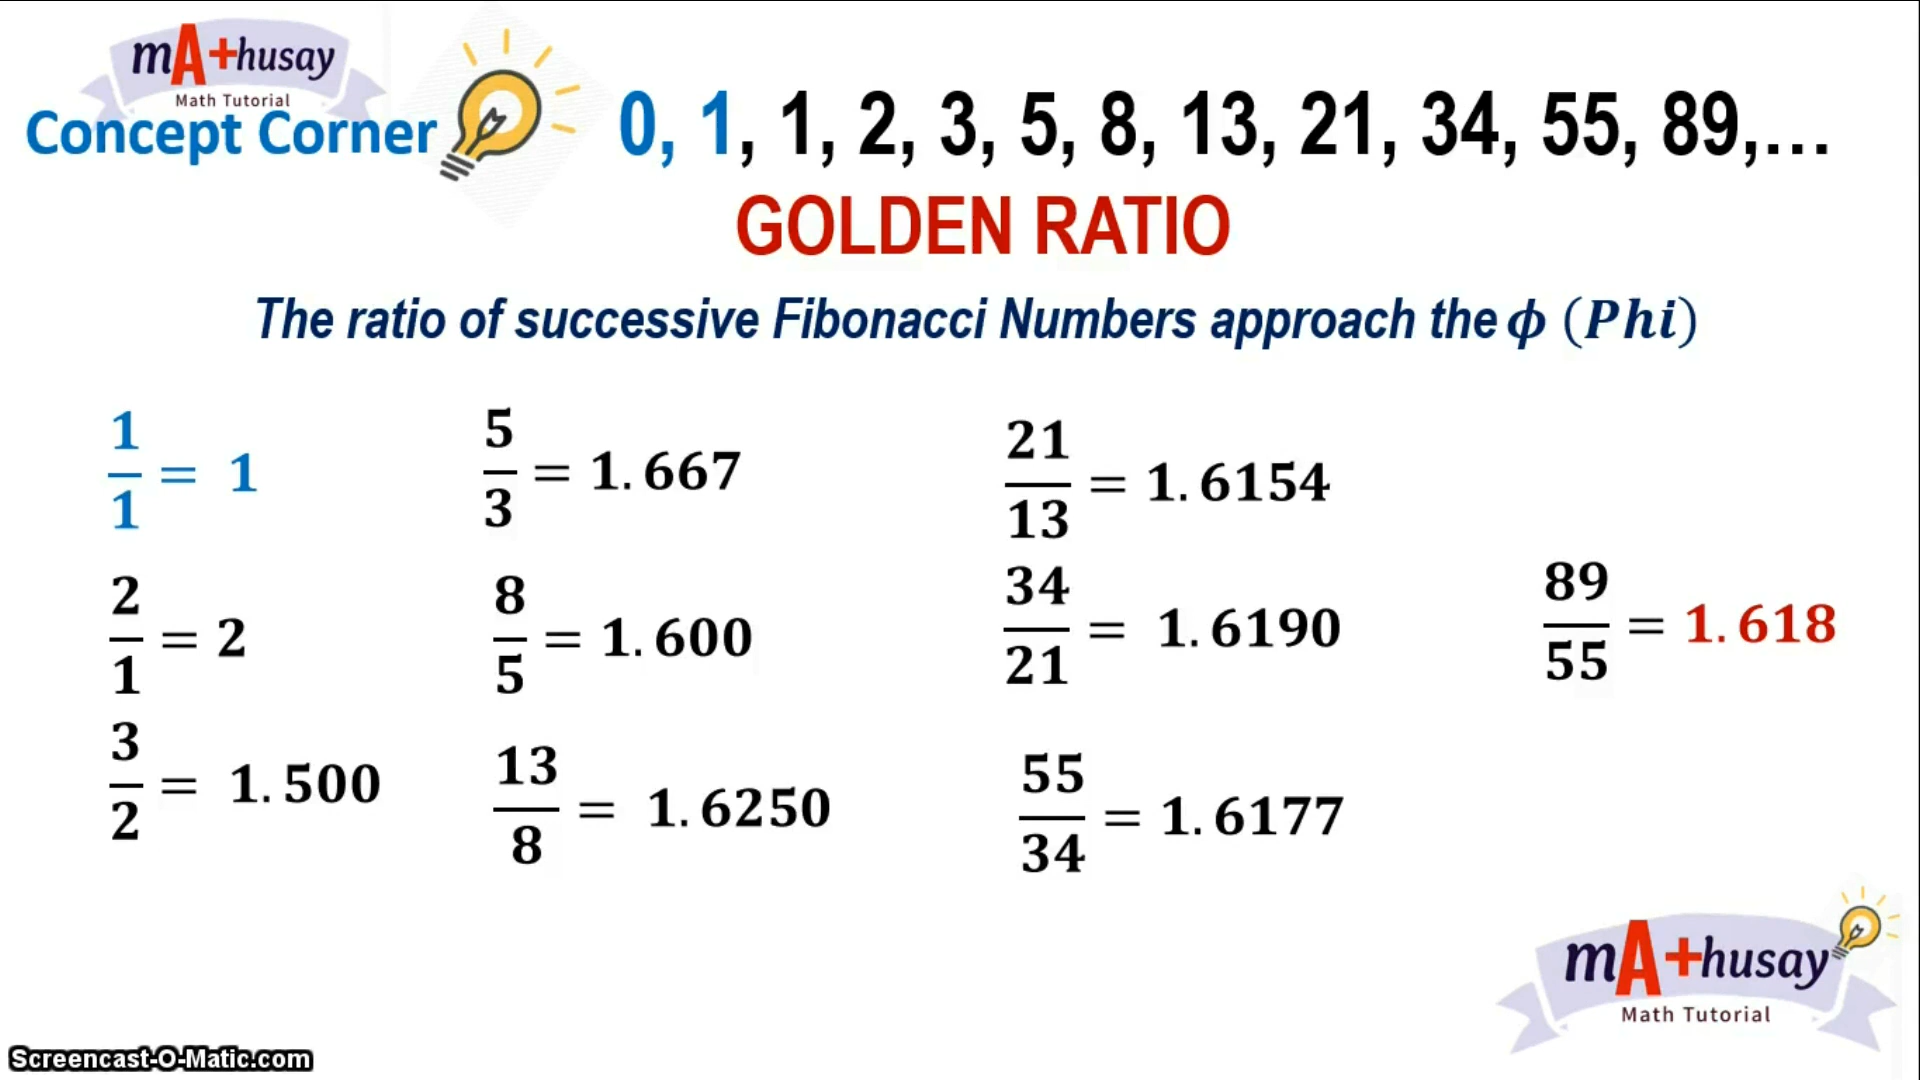 mA+husay
Math Tutorial
Concept Corner
0, 1, 1, 2, 3, 5, 8, 13, 21, 34, 55, 89,...
GOLDEN RATIO
The ratio of successive Fibonacci Numbers approach the ϕ (Phi)
1/1 = 1
2/1 = 2
3/2 = 1.500
5/3 = 1.667
8/5 = 1.600
13/8 = 1.6250
21/13 = 1.6154
34/21 = 1.6190
55/34 = 1.6177
89/55 = 1.618
mA+husay
Math Tutorial
Screencast-O-Matic.com